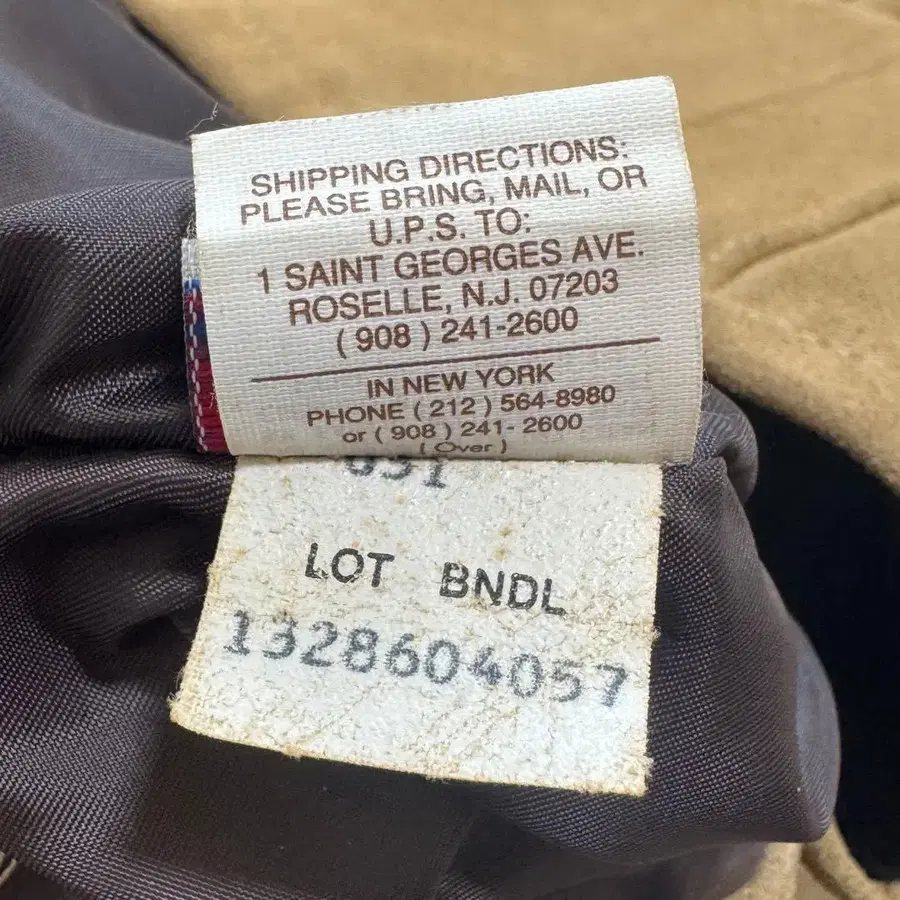 SHIPPING DIRECTIONS:
PLEASE BRING, MAIL, OR
U.P.S. TO:
1 SAINT GEORGES AVE.
ROSELLE, N.J. 07203
( 908 ) 241-2600
IN NEW YORK
PHONE ( 212 ) 564-8980
or ( 908 ) 241- 2600
( Over )
LOT BNDL
1328604057